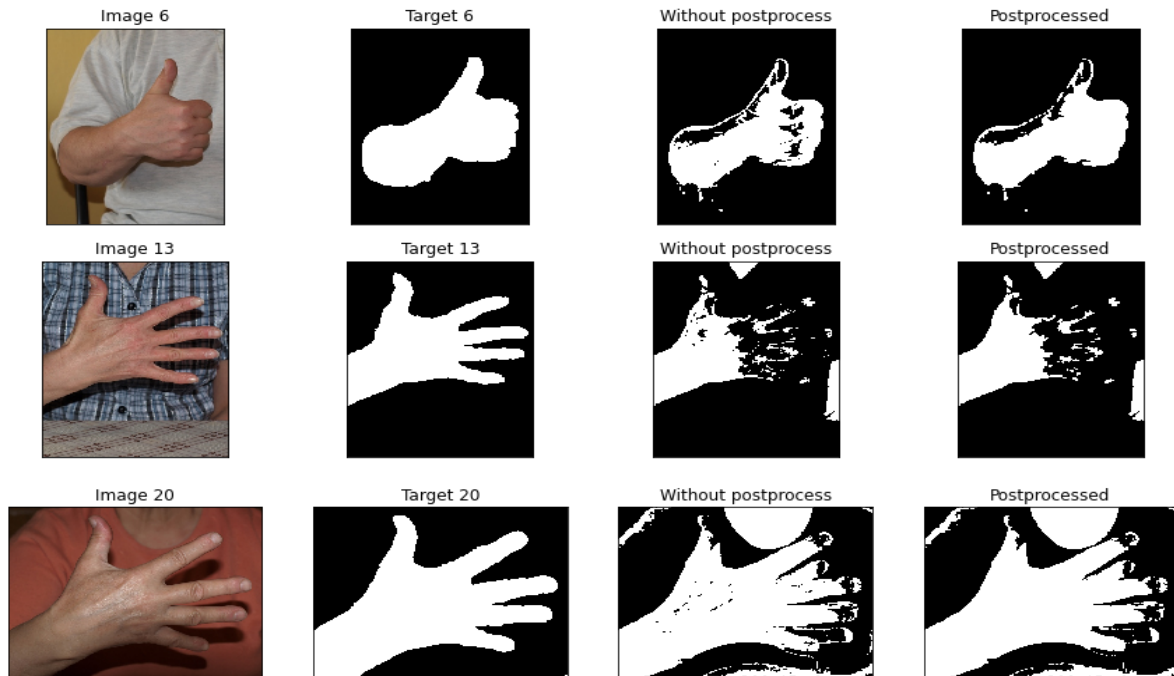 Image 6 Target 6 Without postprocess Postprocessed
Image 13 Target 13 Without postprocess Postprocessed
Image 20 Target 20 Without postprocess Postprocessed